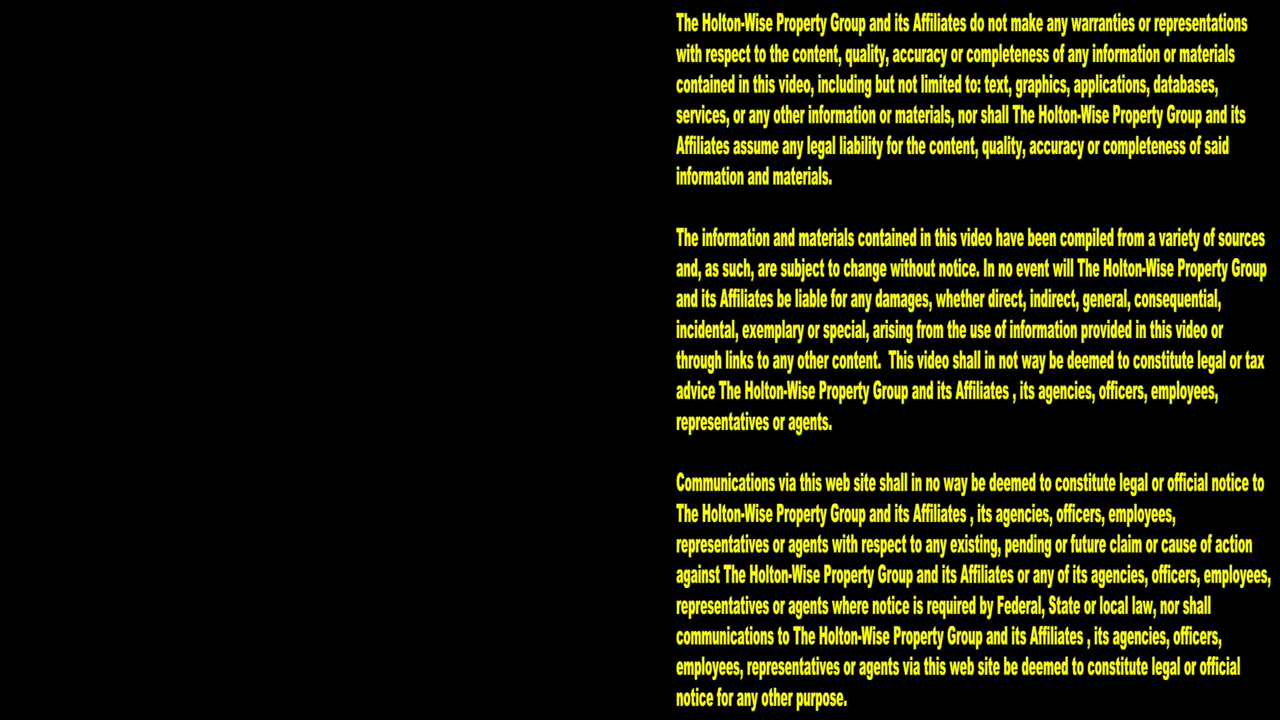 The Holton-Wise Property Group and its Affiliates do not make any warranties or representations
with respect to the content, quality, accuracy or completeness of any information or materials
contained in this video, including but not limited to: text, graphics, applications, databases,
services, or any other information or materials, nor shall The Holton-Wise Property Group and its
Affiliates assume any legal liability for the content, quality, accuracy or completeness of said
information and materials.
The information and materials contained in this video have been compiled from a variety of sources
and, as such, are subject to change without notice. In no event will The Holton-Wise Property Group
and its Affiliates be liable for any damages, whether direct, indirect, general, consequential,
incidental, exemplary or special, arising from the use of information provided in this video or
through links to any other content.  This video shall in not way be deemed to constitute legal or tax
advice The Holton-Wise Property Group and its Affiliates , its agencies, officers, employees,
representatives or agents.
Communications via this web site shall in no way be deemed to constitute legal or official notice to
The Holton-Wise Property Group and its Affiliates , its agencies, officers, employees,
representatives or agents with respect to any existing, pending or future claim or cause of action
against The Holton-Wise Property Group and its Affiliates or any of its agencies, officers, employees,
representatives or agents where notice is required by Federal, State or local law, nor shall
communications to The Holton-Wise Property Group and its Affiliates , its agencies, officers,
employees, representatives or agents via this web site be deemed to constitute legal or official
notice for any other purpose.